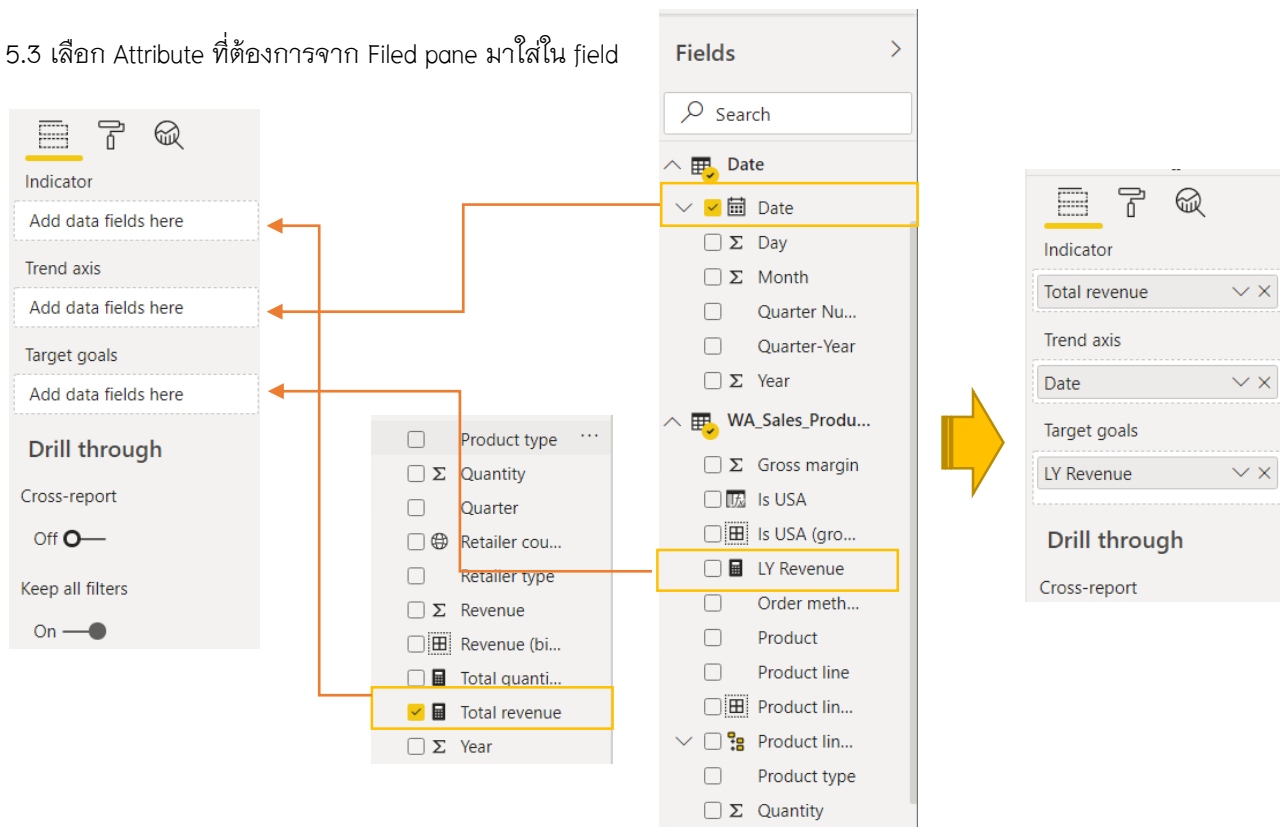 5.3 เลือก Attribute ที่ต้องการจาก Filed pane มาใส่ใน field
Indicator
Add data fields here
Trend axis
Add data fields here
Target goals
Add data fields here
Drill through
Cross-report
Off
Keep all filters
On
Product type ...
Quantity
Quarter
Retailer cou...
Retailer type
Revenue
Revenue (bi...
Total quanti...
Total revenue
Year
Fields
Search
Date
Date
Day
Month
Quarter Nu...
Quarter-Year
Year
WA_Sales_Produ...
Gross margin
Is USA
Is USA (gro...
LY Revenue
Order meth...
Product
Product line
Product lin...
Product lin...
Product type
Quantity
Indicator
Total revenue
Trend axis
Date
Target goals
LY Revenue
Drill through
Cross-report